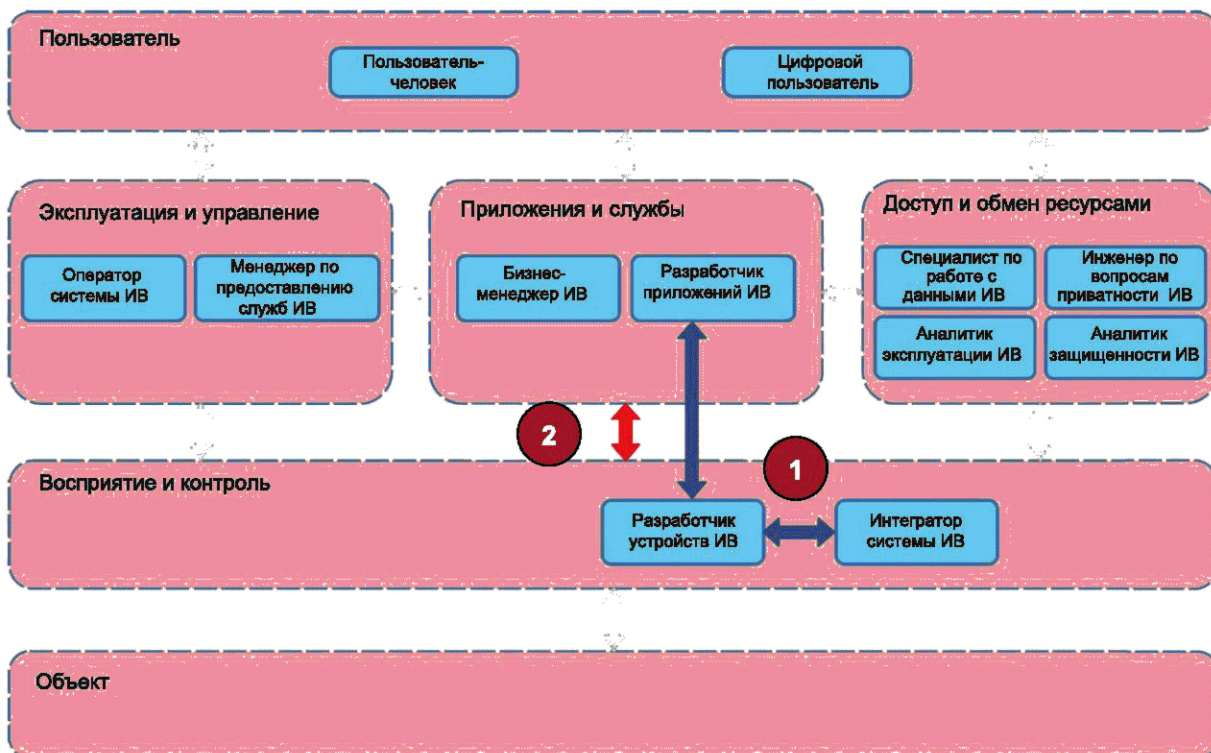 Пользователь
Пользователь-
человек
Цифровой
пользователь
Эксплуатация и управление
Оператор
системы ИВ
Менеджер по
предоставлению
служб ИВ
Приложения и службы
Бизнес-
менеджер ИВ
Разработчик
приложений ИВ
Доступ и обмен ресурсами
Специалист по
работе с
данными ИВ
Инженер по
вопросам
приватности ИВ
Аналитик
эксплуатации ИВ
Аналитик
защищенности ИВ
2
1
Восприятие и контроль
Разработчик
устройств ИВ
Интегратор
системы ИВ
Объект